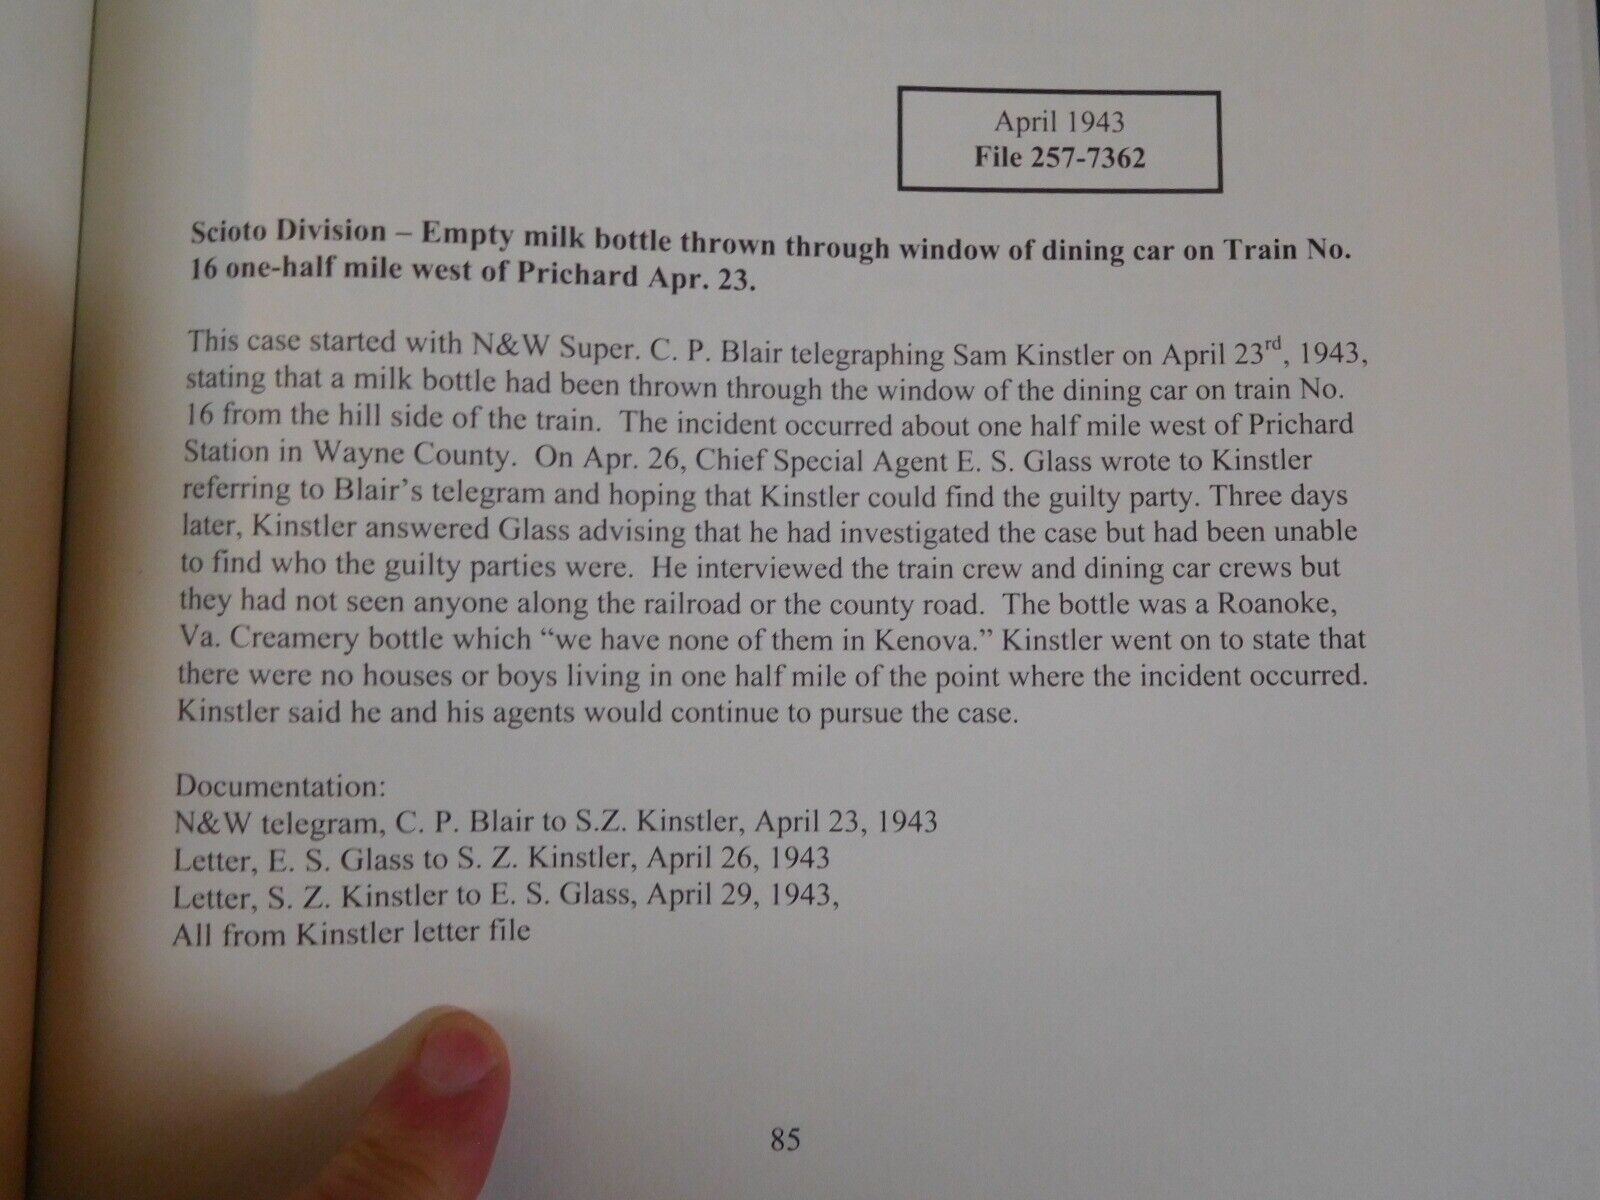 April 1943
File 257-7362
Scioto Division – Empty milk bottle thrown through window of dining car on Train No.
16 one-half mile west of Prichard Apr. 23.
This case started with N&W Super. C. P. Blair telegraphing Sam Kinstler on April 23rd, 1943,
stating that a milk bottle had been thrown through the window of the dining car on train No.
16 from the hill side of the train.  The incident occurred about one half mile west of Prichard
Station in Wayne County.  On Apr. 26, Chief Special Agent E. S. Glass wrote to Kinstler
referring to Blair's telegram and hoping that Kinstler could find the guilty party. Three days
later, Kinstler answered Glass advising that he had investigated the case but had been unable
to find who the guilty parties were.  He interviewed the train crew and dining car crews but
they had not seen anyone along the railroad or the county road.  The bottle was a Roanoke,
Va. Creamery bottle which “we have none of them in Kenova.” Kinstler went on to state that
there were no houses or boys living in one half mile of the point where the incident occurred.
Kinstler said he and his agents would continue to pursue the case.
Documentation:
N&W telegram, C. P. Blair to S.Z. Kinstler, April 23, 1943
Letter, E. S. Glass to S. Z. Kinstler, April 26, 1943
Letter, S. Z. Kinstler to E. S. Glass, April 29, 1943,
All from Kinstler letter file
85